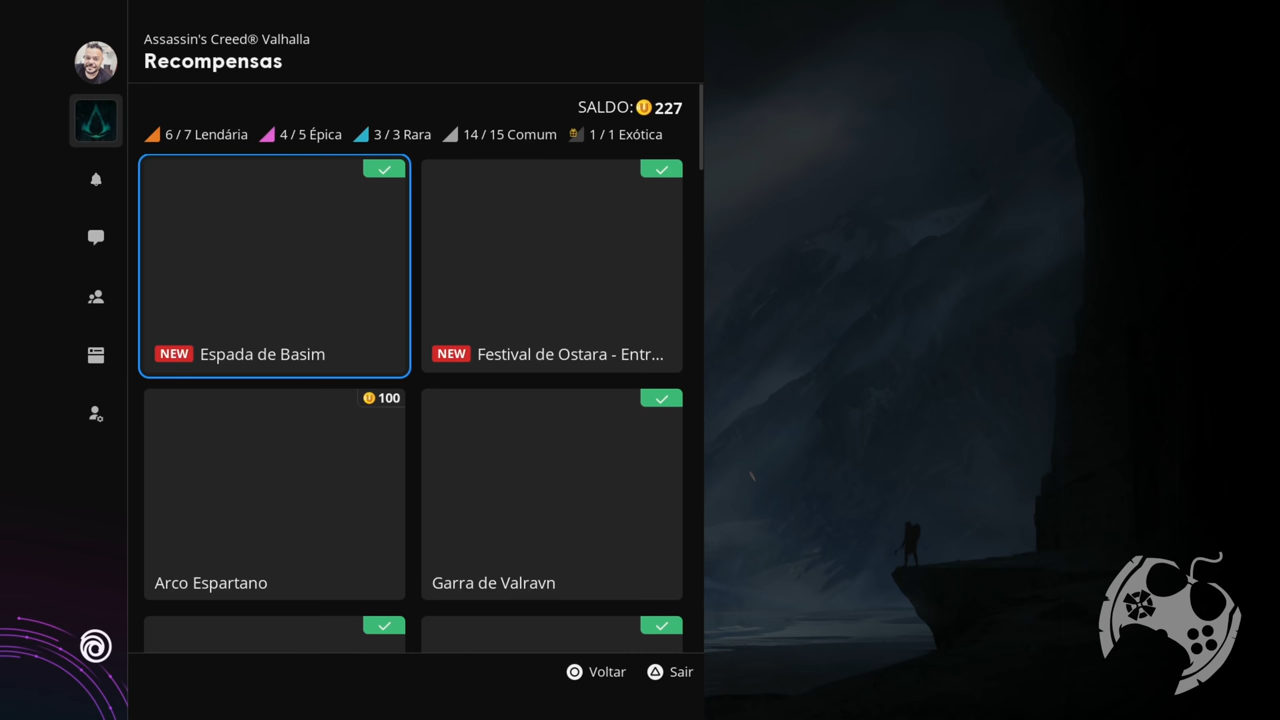 Assassin's Creed® Valhalla
Recompensas
SALDO: 227
6 / 7 Lendária 4 / 5 Épica 3 / 3 Rara 14 / 15 Comum 1 / 1 Exótica
NEW Espada de Basim
NEW Festival de Ostara - Entr...
100
Arco Espartano
Garra de Valravn
Voltar Sair